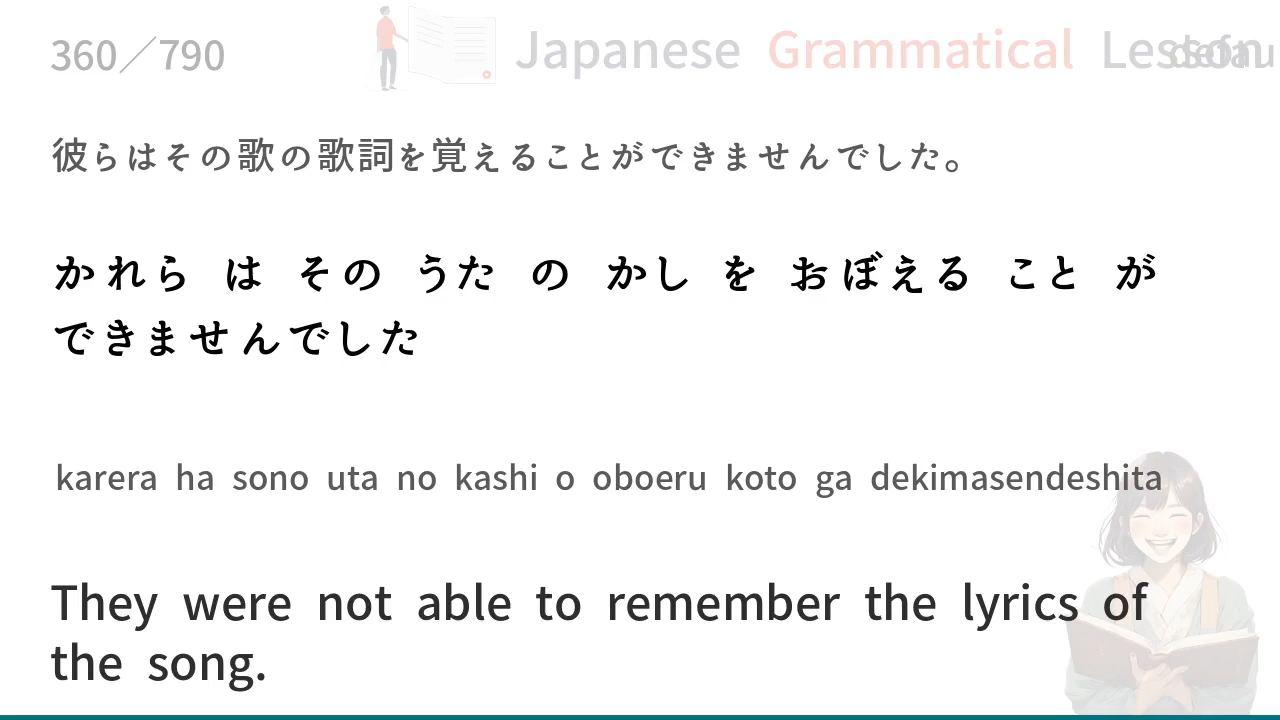 360／790
Japanese Grammatical Lesson
defau
彼らはその歌の歌詞を覚えることができませんでした。
かれら は その うた の かし を おぼえる こと が
できませんでした
karera ha sono uta no kashi o oboeru koto ga dekimasendeshita
They were not able to remember the lyrics of
the song.